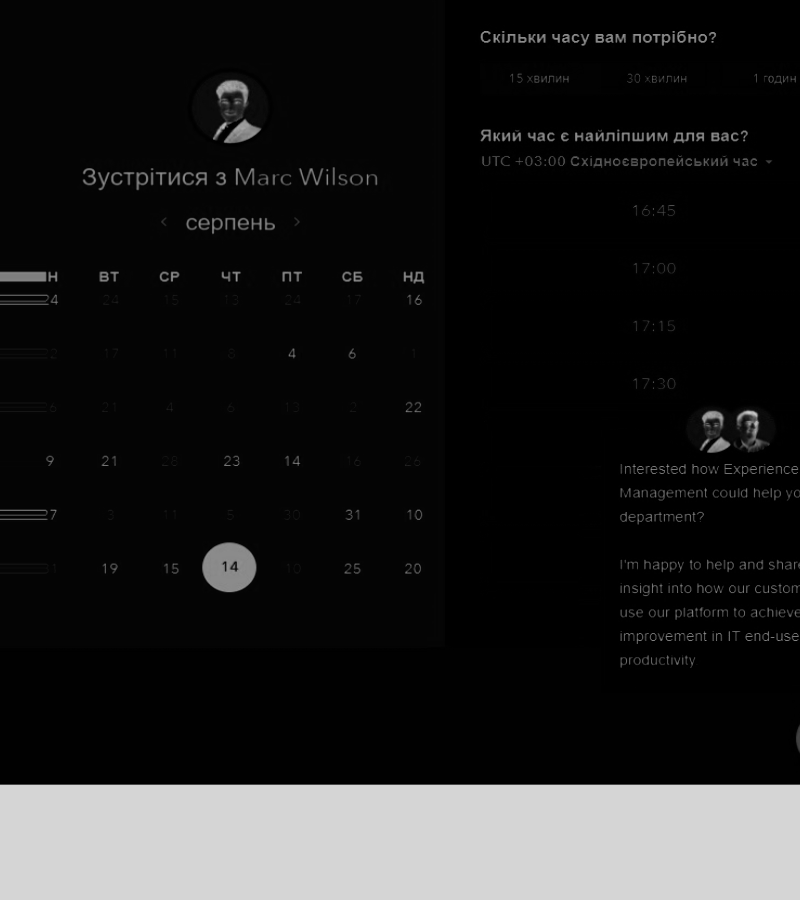 Зустрітися з Marc Wilson
серпень
Н ВТ СР ЧТ ПТ СБ НД
4 24 15 13 24 17 16
2 17 11 8 4 6 1
6 21 4 6 13 2 22
9 21 28 23 14 16 26
7 3 11 5 30 31 10
1 19 15 14 10 25 20
Скільки часу вам потрібно?
15 хвилин 30 хвилин 1 годин
Який час є найліпшим для вас?
UTC +03:00 Східноєвропейський час
16:45
17:00
17:15
17:30
Interested how Experience
Management could help yo
department?
I'm happy to help and share
insight into how our custom
use our platform to achieve
improvement in IT end-use
productivity